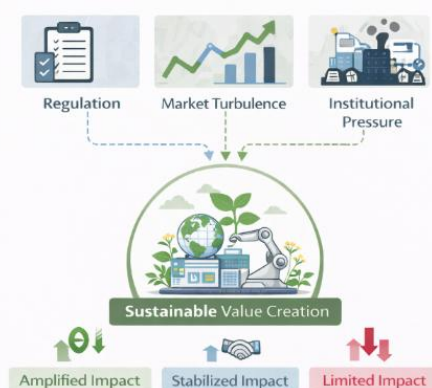 Regulation
Market Turbulence
Institutional
Pressure
Sustainable Value Creation
Amplified Impact
Stabilized Impact
Limited Impact